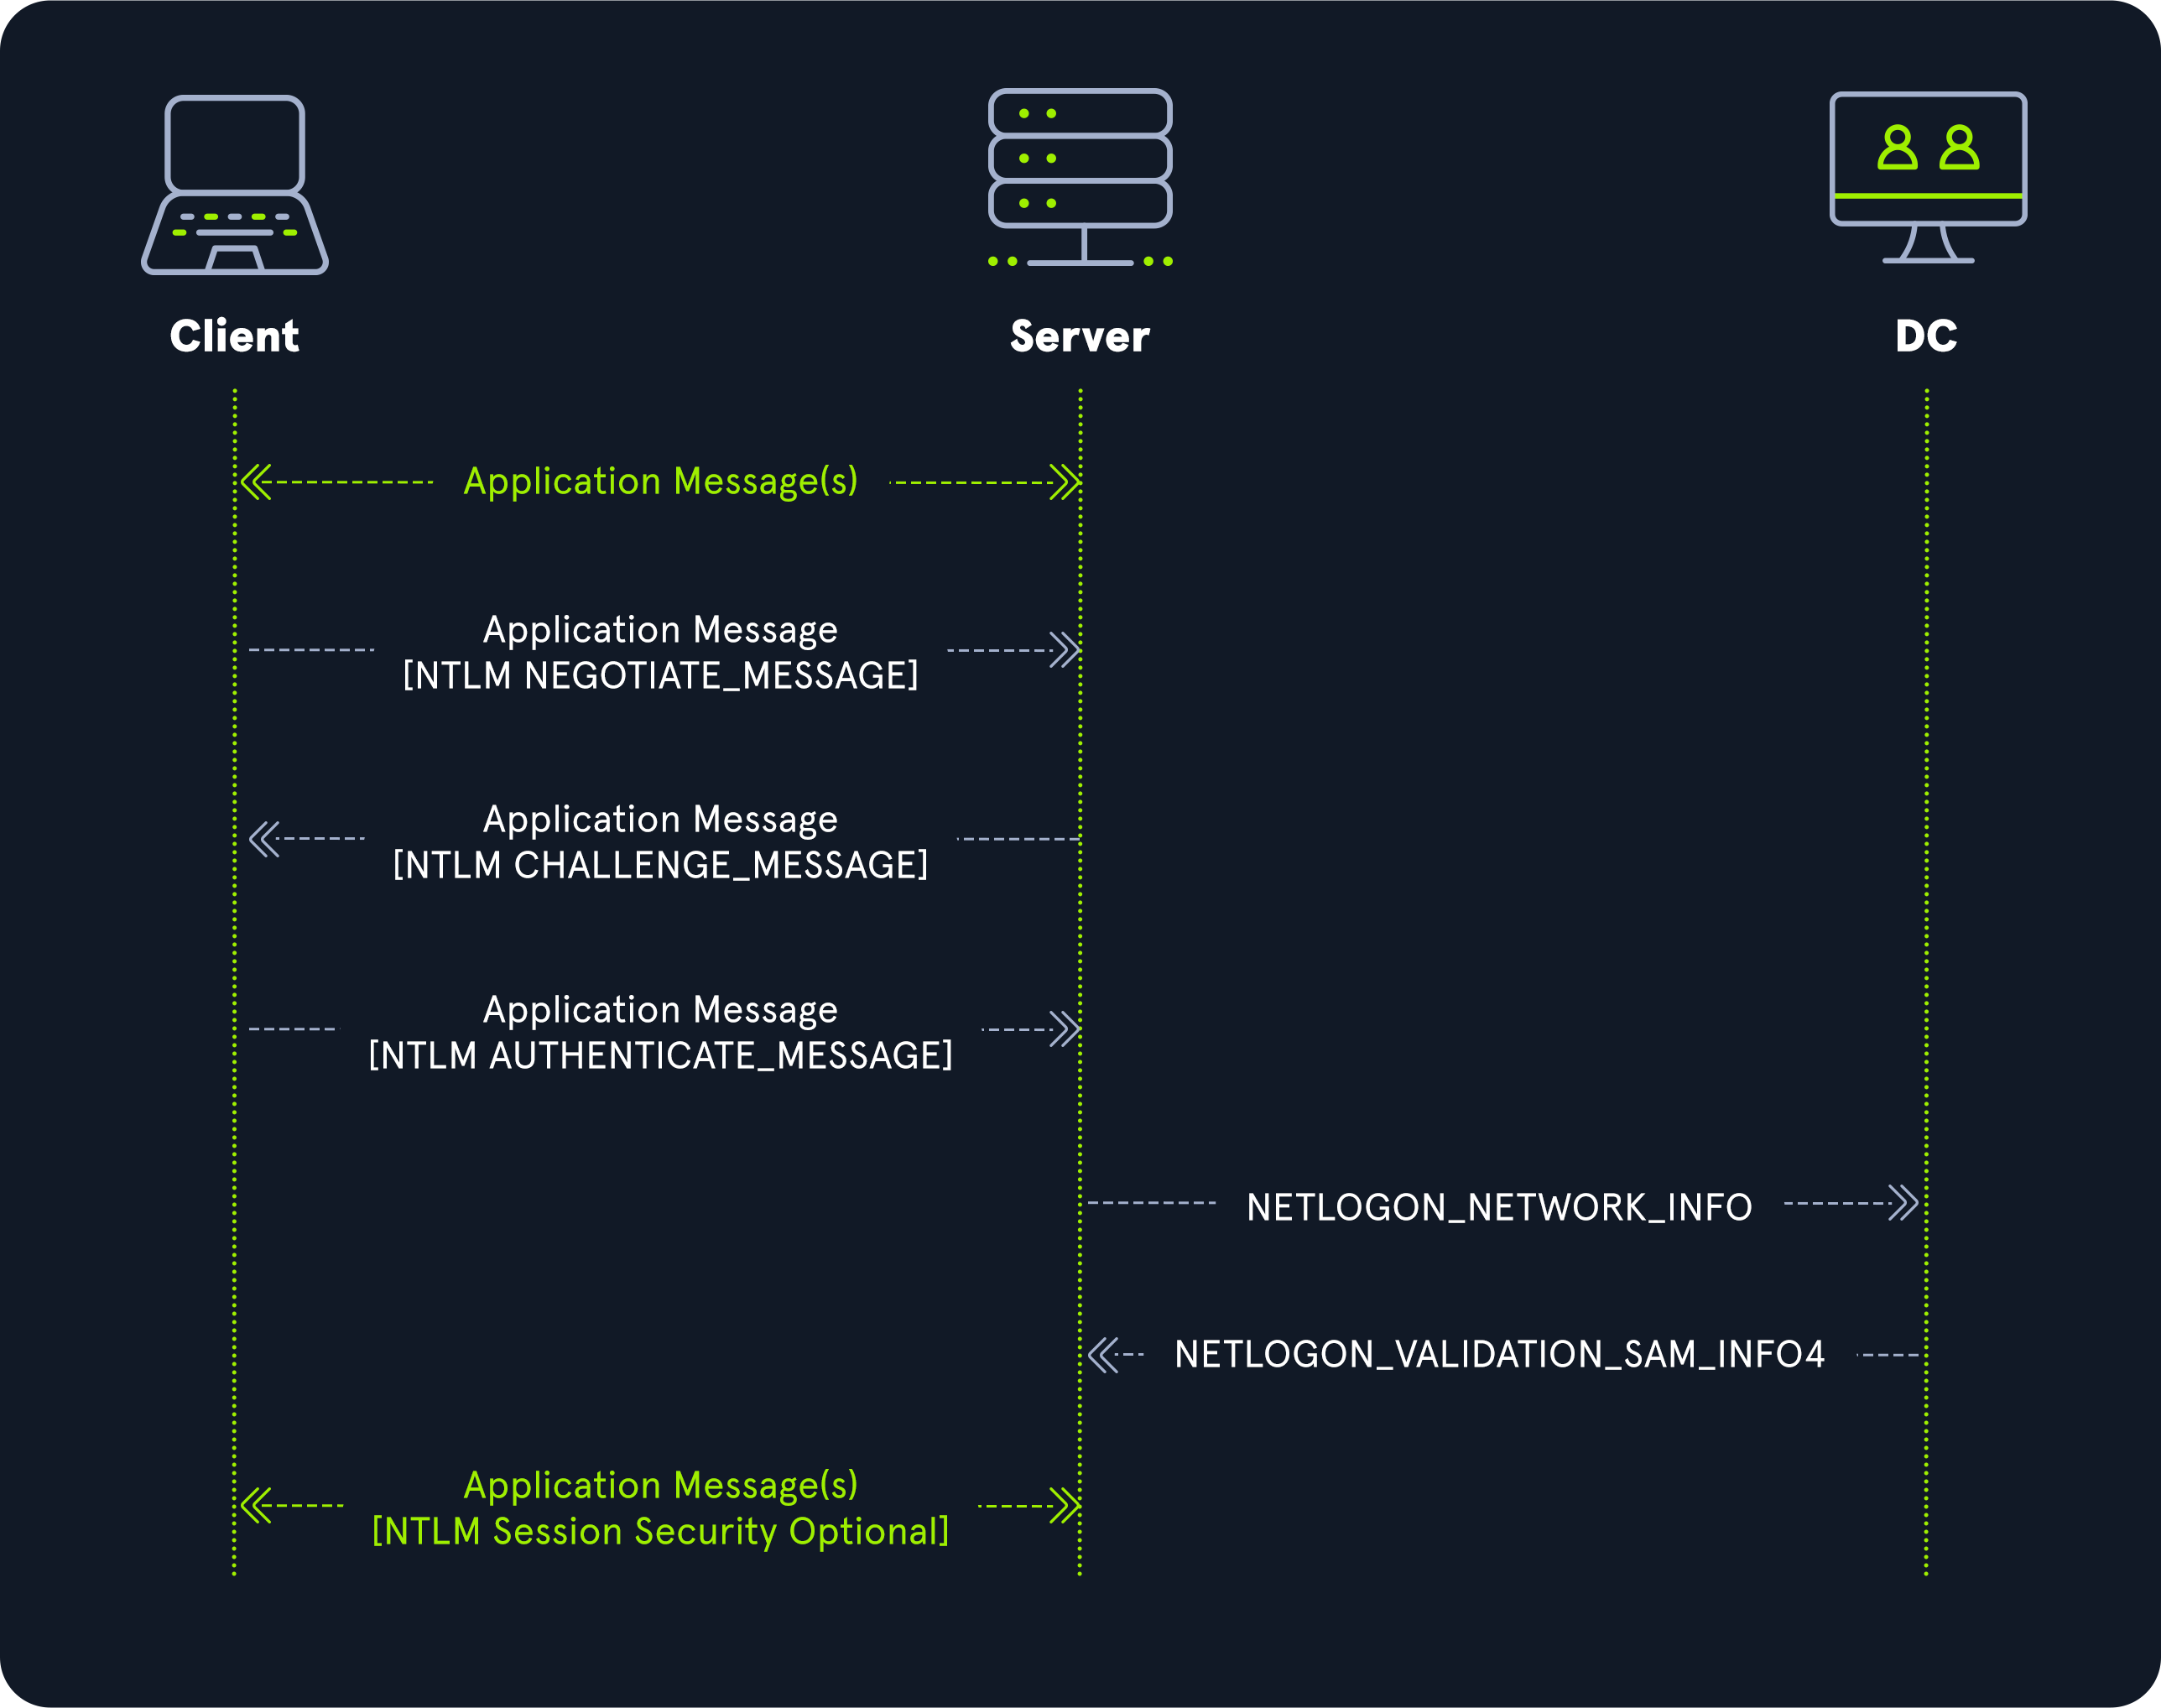 Client
Server
DC
Application Message(s)
Application Message
[NTLM NEGOTIATE_MESSAGE]
Application Message
[NTLM CHALLENGE_MESSAGE]
Application Message
[NTLM AUTHENTICATE_MESSAGE]
NETLOGON_NETWORK_INFO
NETLOGON_VALIDATION_SAM_INFO4
Application Message(s)
[NTLM Session Security Optional]